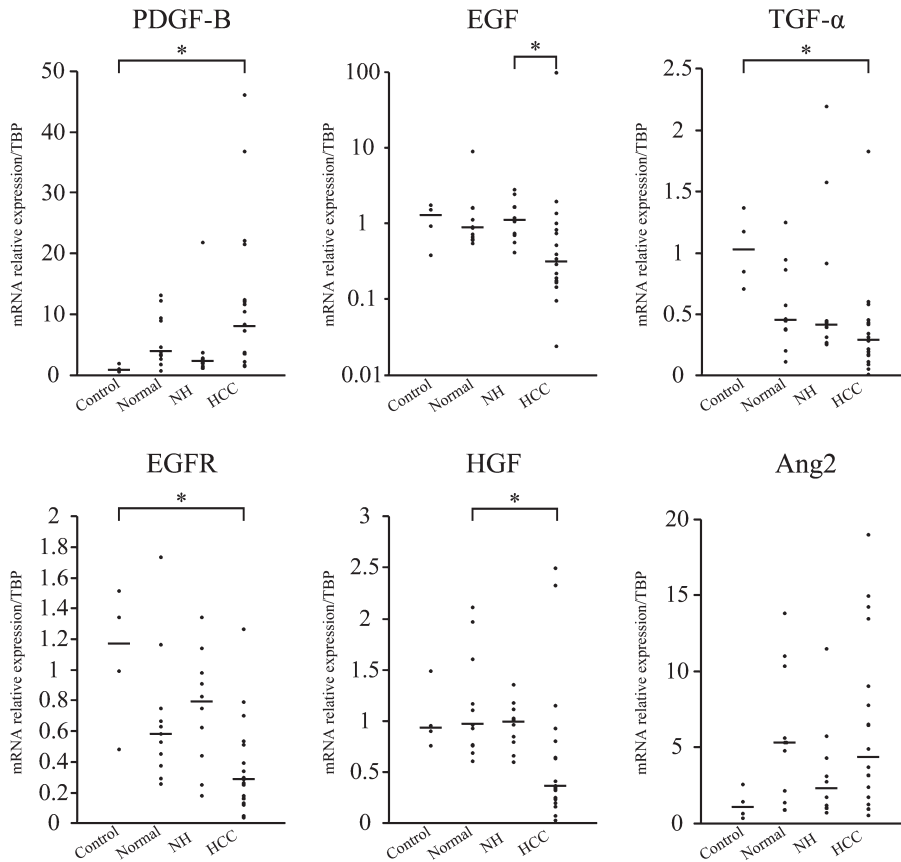 PDGF-B
EGF
TGF-α
*
*
*
mRNA relative expression/TBP
50
40
30
20
10
0
Control
Normal
NH
HCC
mRNA relative expression/TBP
100
10
1
0.1
0.01
Control
Normal
NH
HCC
mRNA relative expression/TBP
2.5
2
1.5
1
0.5
0
Control
Normal
NH
HCC
EGFR
HGF
Ang2
*
*
mRNA relative expression/TBP
2
1.8
1.6
1.4
1.2
1
0.8
0.6
0.4
0.2
0
Control
Normal
NH
HCC
mRNA relative expression/TBP
3
2.5
2
1.5
1
0.5
0
Control
Normal
NH
HCC
mRNA relative expression/TBP
20
15
10
5
0
Control
Normal
NH
HCC